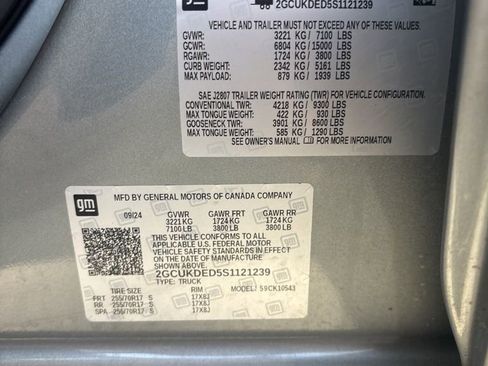 2GCUKDED5S1121239
VEHICLE AND TRAILER MUST NOT EXCEED ANY OF THESE RATINGS
GVWR: 3221 KG / 7100 LBS
GCWR: 6804 KG / 15000 LBS
RGAWR: 1724 KG / 3800 LBS
CURB WEIGHT: 2342 KG / 5161 LBS
MAX PAYLOAD: 879 KG / 1939 LBS
SAE J2807 TRAILER WEIGHT RATING (TWR) FOR VEHICLE CONFIGURATION.
CONVENTIONAL TWR: 4218 KG / 9300 LBS
MAX TONGUE WEIGHT: 422 KG / 930 LBS
GOOSENECK TWR: 3901 KG / 8600 LBS
MAX TONGUE WEIGHT: 585 KG / 1290 LBS
SEE OWNER'S MANUAL FOR MORE INFORMATION
gm
MFD BY GENERAL MOTORS OF CANADA COMPANY
09/24 GVWR GAWR FRT GAWR RR
3221KG 1724KG 1724 KG
7100LB 3800LB 3800 LB
THIS VEHICLE CONFORMS TO ALL
APPLICABLE U.S. FEDERAL MOTOR
VEHICLE SAFETY STANDARDS IN EFFECT
ON THE DATE OF MANUFACTURE SHOWN ABOVE.
2GCUKDED5S1121239
TYPE: TRUCK
TIRE SIZE RIM MODEL:
FRT 255/70R17 S 17X8J
RR 255/70R17 S 17X8J
SPA 255/70R17 S 17X8J